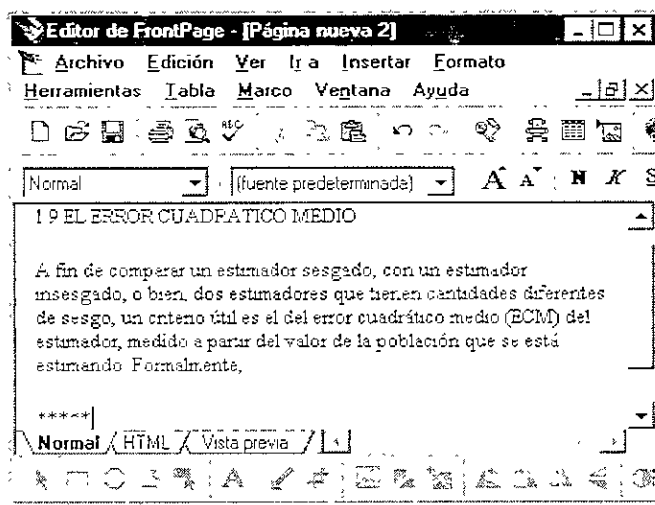 Editor de FrontPage - [Página nueva 2]
Archivo Edición Ver Ir a Insertar Formato
Herramientas Tabla Marco Ventana Ayuda
ABC
Normal (fuente predeterminada) A A N K S
1 9 EL ERROR CUADRATICO MEDIO
A fin de comparar un estimador sesgado, con un estimador
insesgado, o bien, dos estimadores que tienen cantidades diferentes
de sesgo, un criterio útil es el del error cuadrático medio (ECM) del
estimador, medido a partir del valor de la población que se está
estimando Formalmente,
*****
Normal HTML Vista previa
A